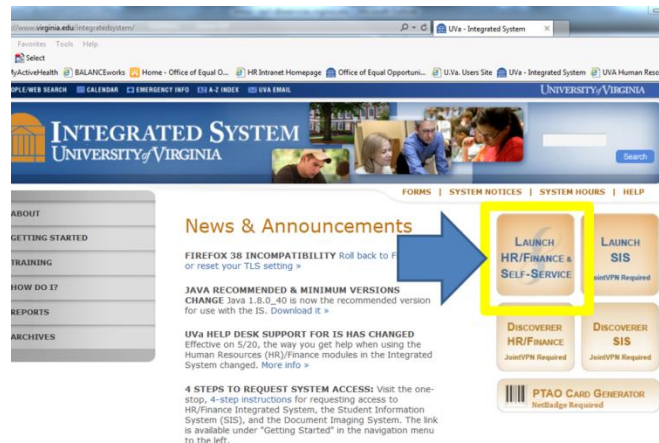 //www.virginia.edu/integratedsystem/
UVa - Integrated System
Favorites Tools Help
Select
MyActiveHealth BALANCEworks Home - Office of Equal O... HR Intranet Homepage Office of Equal Opportuni... U.Va. Users Site UVa - Integrated System UVA Human Reso
OPLE/WEB SEARCH CALENDAR EMERGENCY INFO A-Z INDEX UVA EMAIL
UNIVERSITY of VIRGINIA
INTEGRATED SYSTEM
UNIVERSITY of VIRGINIA
Search
FORMS | SYSTEM NOTICES | SYSTEM HOURS | HELP
ABOUT
GETTING STARTED
TRAINING
HOW DO I?
REPORTS
ARCHIVES
News & Announcements
FIREFOX 38 INCOMPATIBILITY Roll back to F
or reset your TLS setting »
JAVA RECOMMENDED & MINIMUM VERSIONS
CHANGE Java 1.8.0_40 is now the recommended version
for use with the IS. Download it »
UVa HELP DESK SUPPORT FOR IS HAS CHANGED
Effective on 5/20, the way you get help when using the
Human Resources (HR)/Finance modules in the Integrated
System changed. More info »
4 STEPS TO REQUEST SYSTEM ACCESS: Visit the one-
stop, 4-step instructions for requesting access to
HR/Finance Integrated System, the Student Information
System (SIS), and the Document Imaging System. The link
is available under "Getting Started" in the navigation menu
to the left.
LAUNCH
HR/FINANCE &
SELF-SERVICE
LAUNCH
SIS
JointVPN Required
DISCOVERER
HR/FINANCE
JointVPN Required
DISCOVERER
SIS
JointVPN Required
PTAO CARD GENERATOR
NetBadge Required